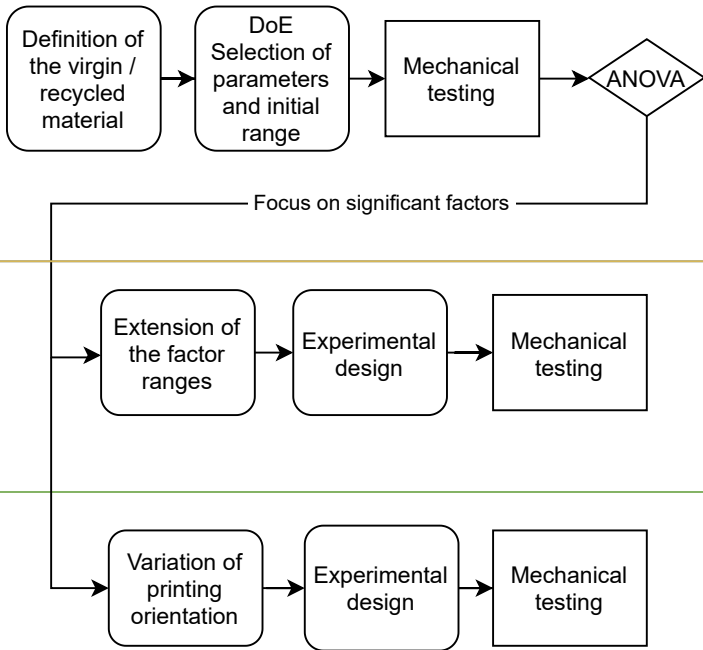 Definition of
the virgin /
recycled
material
DoE
Selection of
parameters
and initial
range
Mechanical
testing
ANOVA
Focus on significant factors
Extension of
the factor
ranges
Experimental
design
Mechanical
testing
Variation of
printing
orientation
Experimental
design
Mechanical
testing